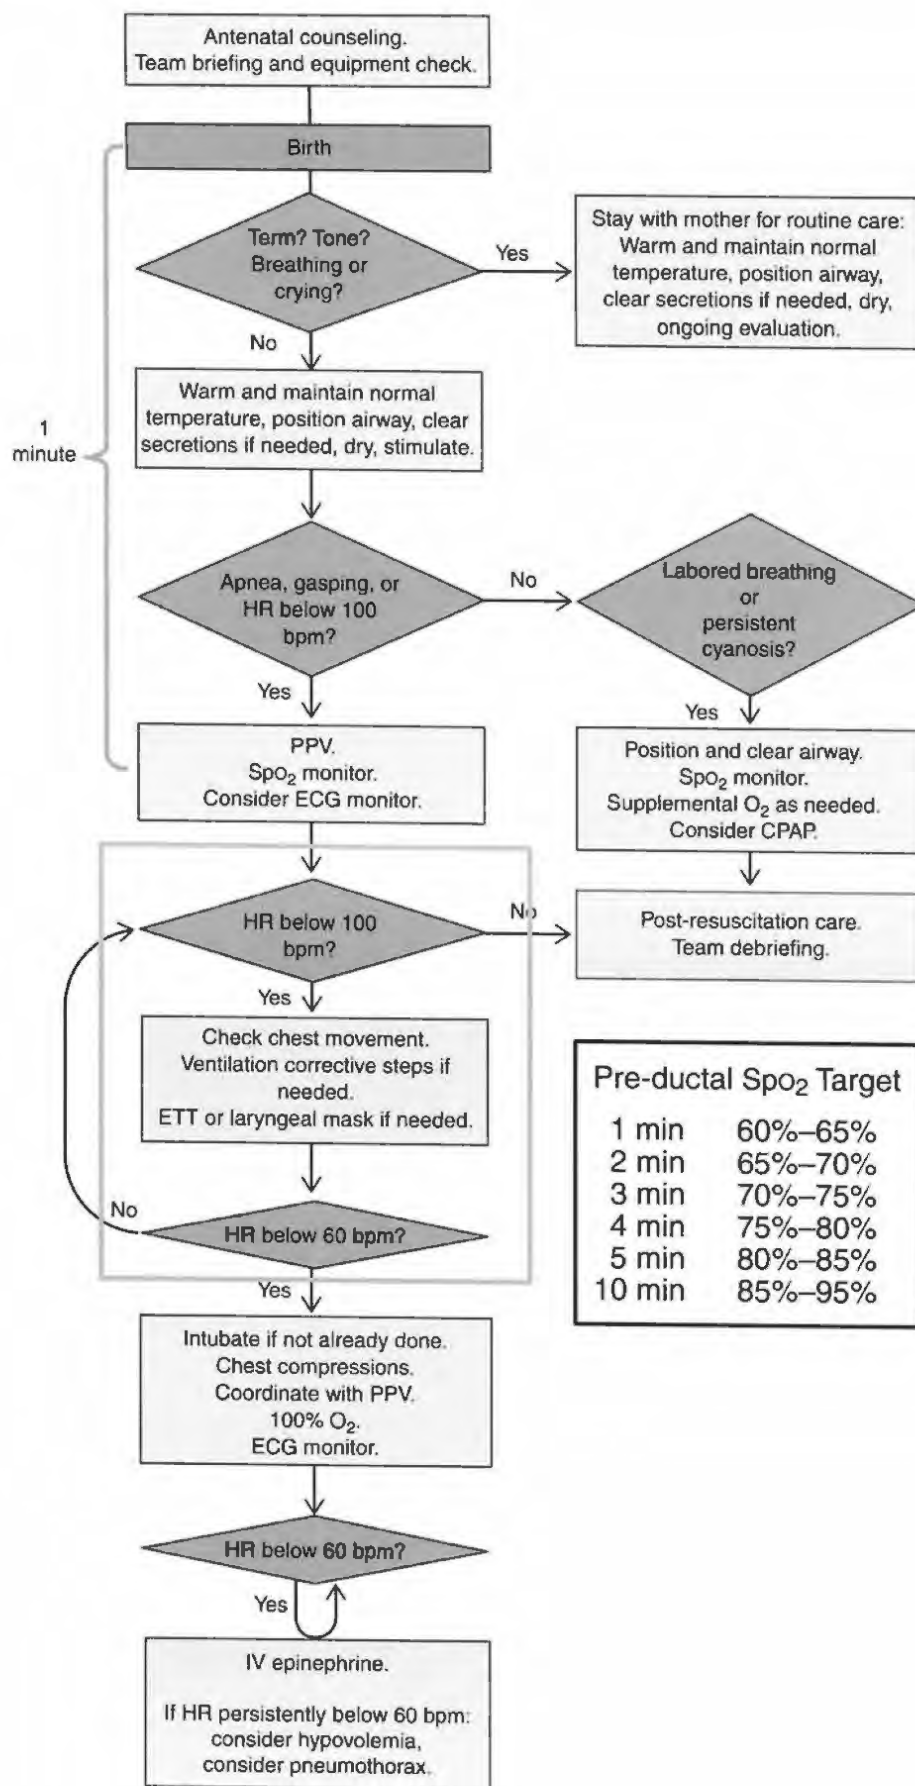 Antenatal counseling.
Team briefing and equipment check.
Birth
Term? Tone?
Breathing or
crying?
Yes
Stay with mother for routine care:
Warm and maintain normal
temperature, position airway,
clear secretions if needed, dry,
ongoing evaluation.
No
Warm and maintain normal
temperature, position airway, clear
secretions if needed, dry, stimulate.
1
minute
Apnea, gasping, or
HR below 100
bpm?
No
Labored breathing
or
persistent
cyanosis?
Yes
PPV.
SpO₂ monitor.
Consider ECG monitor.
Yes
Position and clear airway.
SpO₂ monitor.
Supplemental O₂ as needed.
Consider CPAP.
HR below 100
bpm?
No
Post-resuscitation care.
Team debriefing.
Yes
Check chest movement.
Ventilation corrective steps if
needed.
ETT or laryngeal mask if needed.
No
HR below 60 bpm?
Yes
Pre-ductal SpO₂ Target
1 min 60%–65%
2 min 65%–70%
3 min 70%–75%
4 min 75%–80%
5 min 80%–85%
10 min 85%–95%
Intubate if not already done.
Chest compressions.
Coordinate with PPV.
100% O₂.
ECG monitor.
HR below 60 bpm?
Yes
IV epinephrine.
If HR persistently below 60 bpm:
consider hypovolemia,
consider pneumothorax.